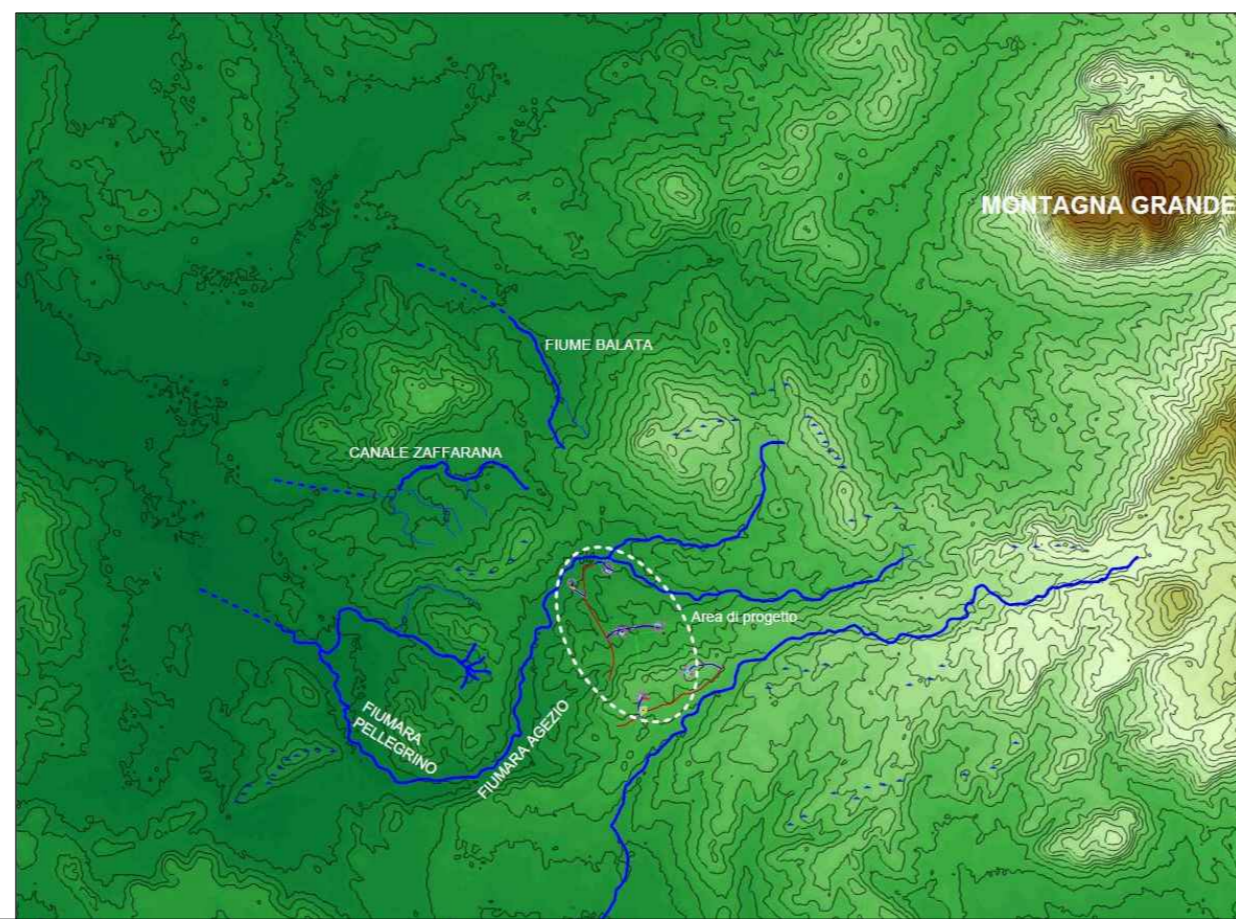 MONTAGNA GRANDE
FIUME BALATA
CANALE ZAFFARANA
Area di progetto
FIUMARA
PELLEGRINO
FIUMARA AGEZIO